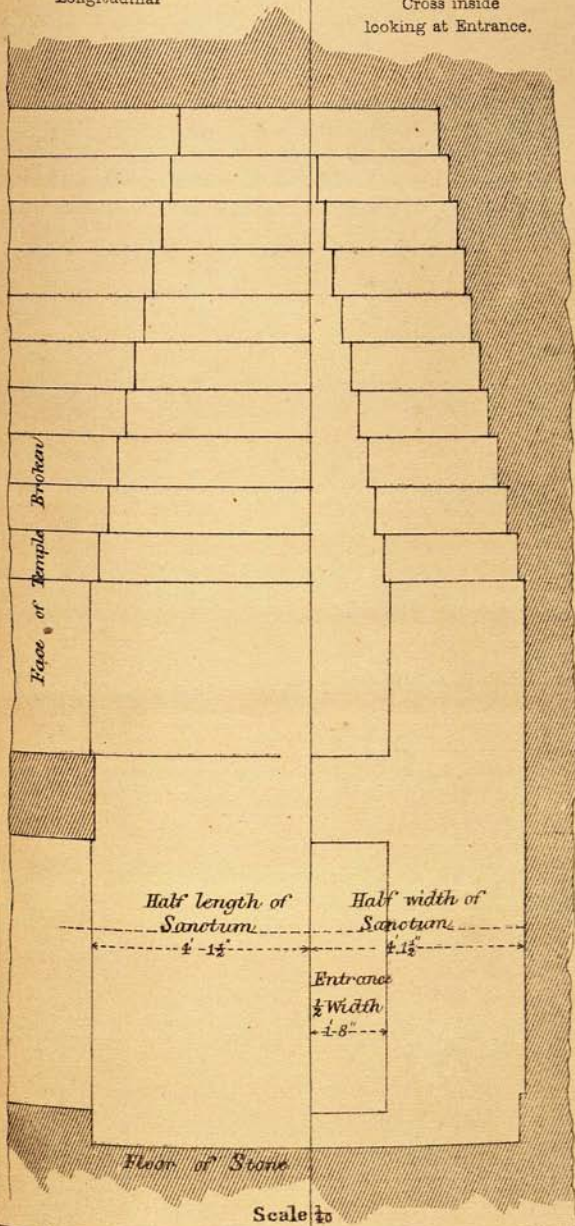 Longitudinal
Cross inside
looking at Entrance.
Face of Temple Broken
Half length of
Sanctum
4'-1½"
Half width of
Sanctum
4'.1½"
Entrance
½ Width
1'-8"
Floor of Stone
Scale 1/40